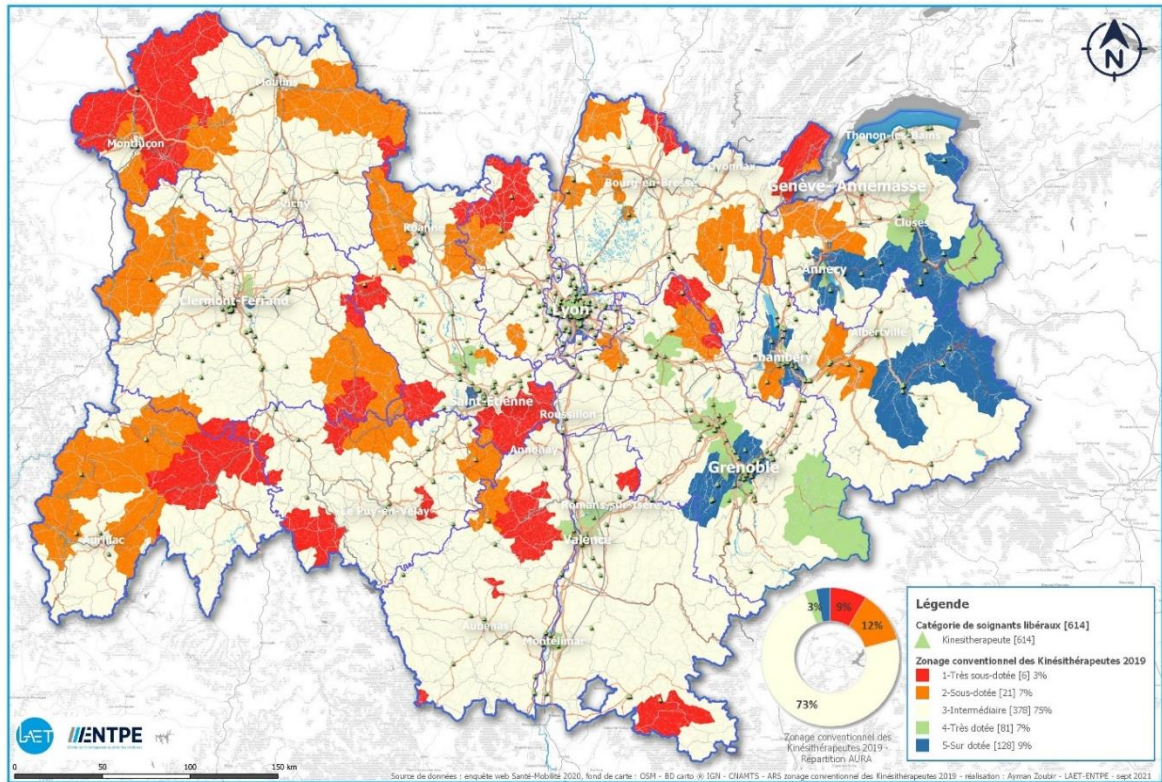 N
Moulins
Montluçon
Thonon-les-Bains
Oyonnax
Bourg-en-Bresse
Genève- Annemasse
Vichy
Roanne
Cluses
Annecy
Clermont-Ferrand
Lyon
Albertville
Chambéry
Saint-Étienne
Roussillon
Annonay
Grenoble
Le Puy-en-Velay
Romans-sur-Isère
Aurillac
Valence
Aubenas
Montélimar
3%
9%
12%
73%
Zonage conventionnel des
Kinésithérapeutes 2019 -
Répartition AURA
Légende
Catégorie de soignants libéraux [614]
Kinesitherapeute [614]
Zonage conventionnel des Kinésithérapeutes 2019
1-Très sous-dotée [6] 3%
2-Sous-dotée [21] 7%
3-Intermédiaire [378] 75%
4-Très dotée [81] 7%
5-Sur dotée [128] 9%
LAET
ENTPE
0 50 100 150 km
Source de données : enquête web Santé-Mobilité 2020, fond de carte : OSM - BD carto ® IGN - CNAMTS - ARS zonage conventionnel des Kinésithérapeutes 2019 - réalisation : Ayman Zoubir - LAET-ENTPE - sept 2021